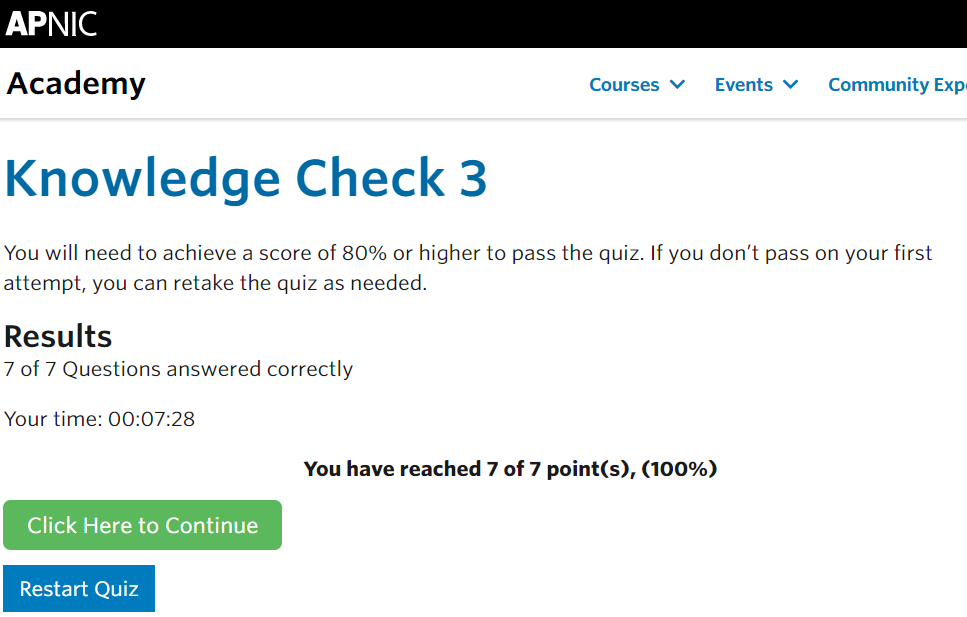 APNIC
Academy
Courses
Events
Community
Knowledge Check 3
You will need to achieve a score of 80% or higher to pass the quiz. If you don’t pass on your first
attempt, you can retake the quiz as needed.
Results
7 of 7 Questions answered correctly
Your time: 00:07:28
You have reached 7 of 7 point(s), (100%)
Click Here to Continue
Restart Quiz